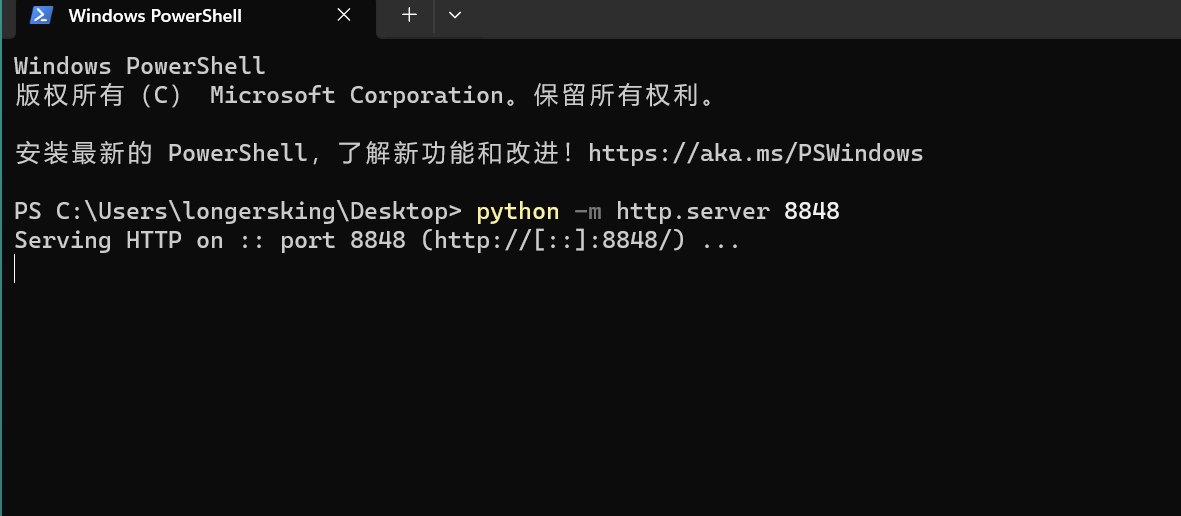 Windows PowerShell
Windows PowerShell
版权所有（C） Microsoft Corporation。保留所有权利。
安装最新的 PowerShell，了解新功能和改进！https://aka.ms/PSWindows
PS C:\Users\longersking\Desktop> python -m http.server 8848
Serving HTTP on :: port 8848 (http://[::]:8848/) ...